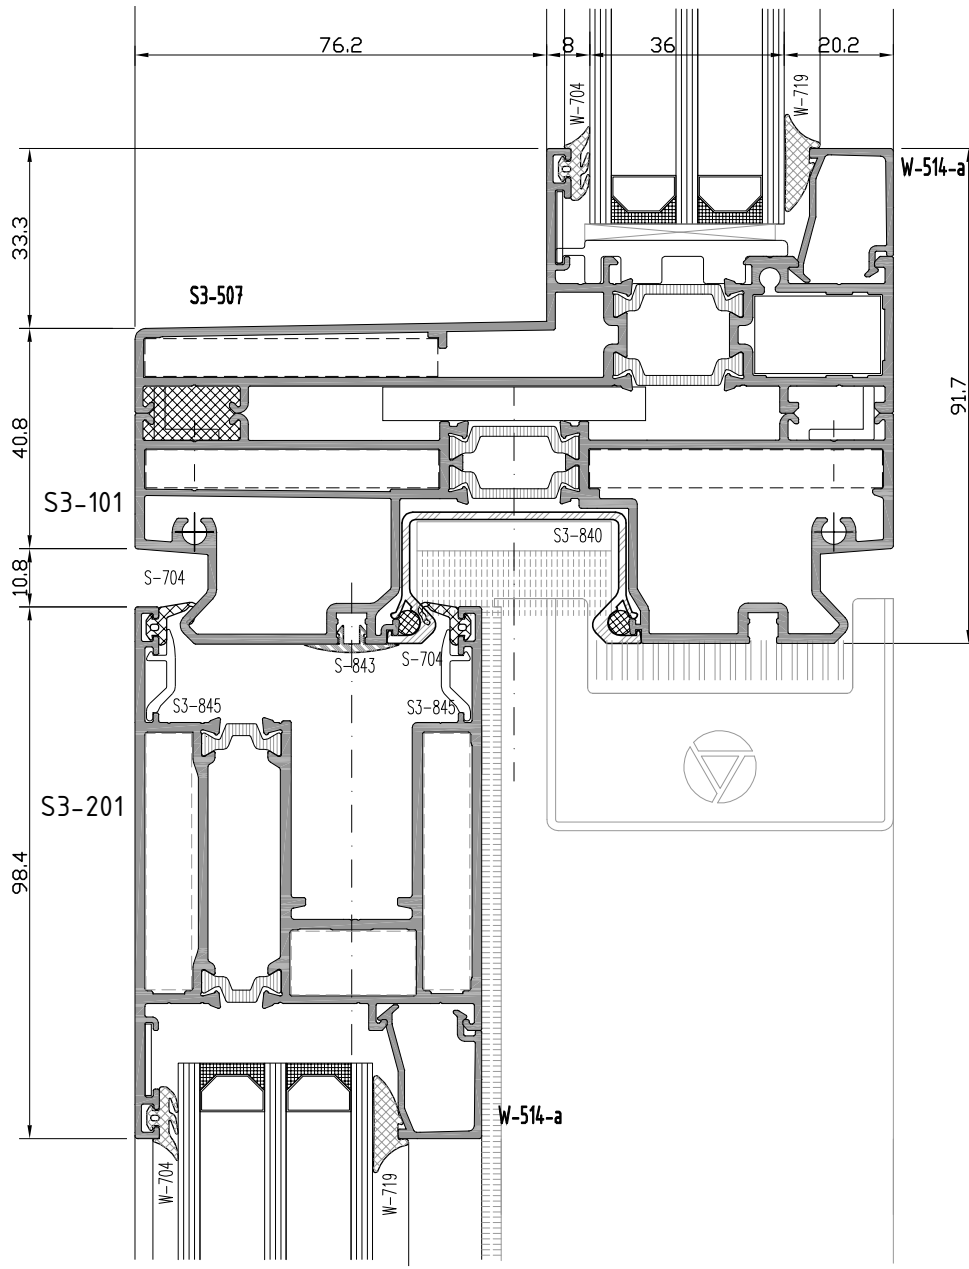 76.2
8
36
20.2
W-704
W-719
W-514-a
33.3
S3-507
40.8
91.7
S3-101
S3-840
10.8
S-704
S-843
S-704
S3-845
S3-845
S3-201
98.4
W-514-a
W-704
W-719